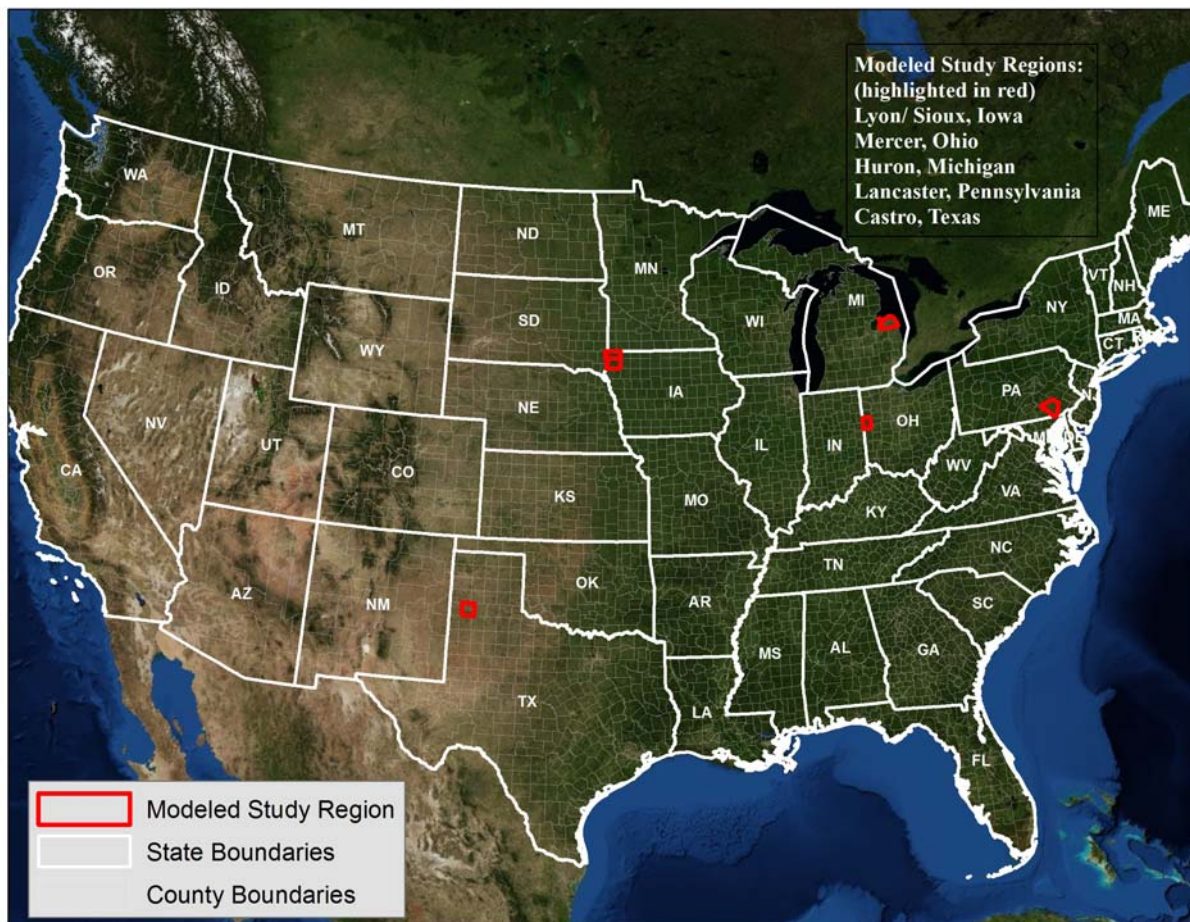 Modeled Study Regions:
(highlighted in red)
Lyon/ Sioux, Iowa
Mercer, Ohio
Huron, Michigan
Lancaster, Pennsylvania
Castro, Texas
WA
MT
ND
MN
ME
OR
ID
SD
WI
MI
VT
NH
NY
MA
CT
WY
IA
NE
PA
NV
UT
CO
IL
IN
OH
WV
CA
KS
MO
KY
VA
AZ
NM
OK
TN
NC
AR
SC
MS
AL
GA
TX
LA
FL
Modeled Study Region
State Boundaries
County Boundaries